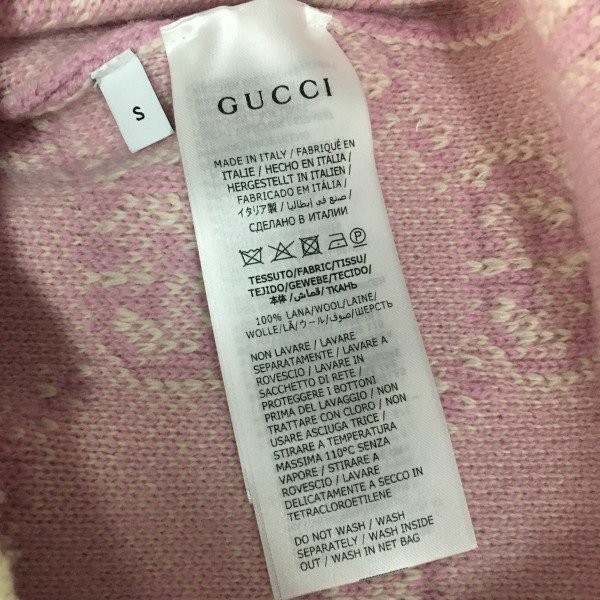 S
GUCCI
MADE IN ITALY / FABRIQUÉ EN
ITALIE / HECHO EN ITALIA /
HERGESTELLT IN ITALIEN /
FABRICADO EM ITÁLIA /
イタリア製 / صنع في إيطاليا /
СДЕЛАНО В ИТАЛИИ
TESSUTO/FABRIC/TISSU/
TEJIDO/GEWEBE/TECIDO/
本体/قماش/ТКАНЬ
100% LANA/WOOL/LAINE/
WOLLE/LÃ/ウール/صوف/ШЕРСТЬ
NON LAVARE / LAVARE
SEPARATAMENTE / LAVARE A
ROVESCIO / LAVARE IN
SACCHETTO DI RETE /
PROTEGGERE I BOTTONI
PRIMA DEL LAVAGGIO / NON
TRATTARE CON CLORO / NON
USARE ASCIUGA TRICE /
STIRARE A TEMPERATURA
MASSIMA 110°C SENZA
VAPORE / STIRARE A
ROVESCIO / LAVARE
DELICATAMENTE A SECCO IN
TETRACLOROETILENE
DO NOT WASH / WASH
SEPARATELY / WASH INSIDE
OUT / WASH IN NET BAG